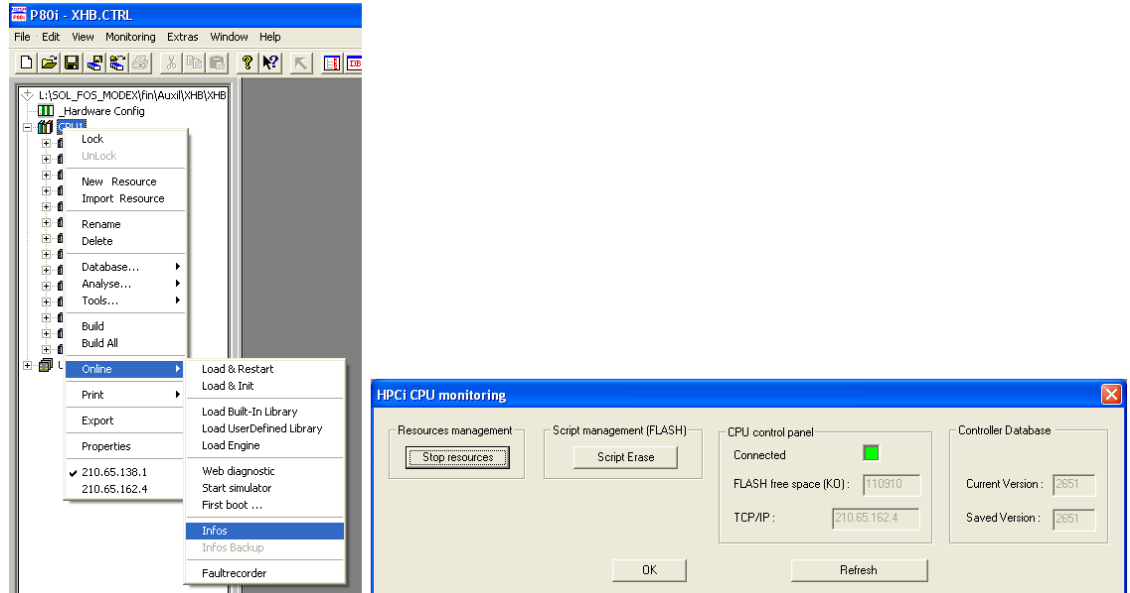 P80i - XHB.CTRL
File Edit View Monitoring Extras Window Help
L:\SOL_FOS_MODEX\fin\Auxil\XHB\XHB
_Hardware Config
CPU1
Lock
UnLock
New Resource
Import Resource
Rename
Delete
Database...
Analyse...
Tools...
Build
Build All
Online
Print
Export
Properties
210.65.138.1
210.65.162.4
Load & Restart
Load & Init
Load Built-In Library
Load UserDefined Library
Load Engine
Web diagnostic
Start simulator
First boot ...
Infos
Infos Backup
Faultrecorder
HPCi CPU monitoring
Resources management
Stop resources
Script management (FLASH)
Script Erase
CPU control panel
Connected
FLASH free space (KO) : 110910
TCP/IP : 210.65.162.4
Controller Database
Current Version : 2651
Saved Version : 2651
OK
Refresh